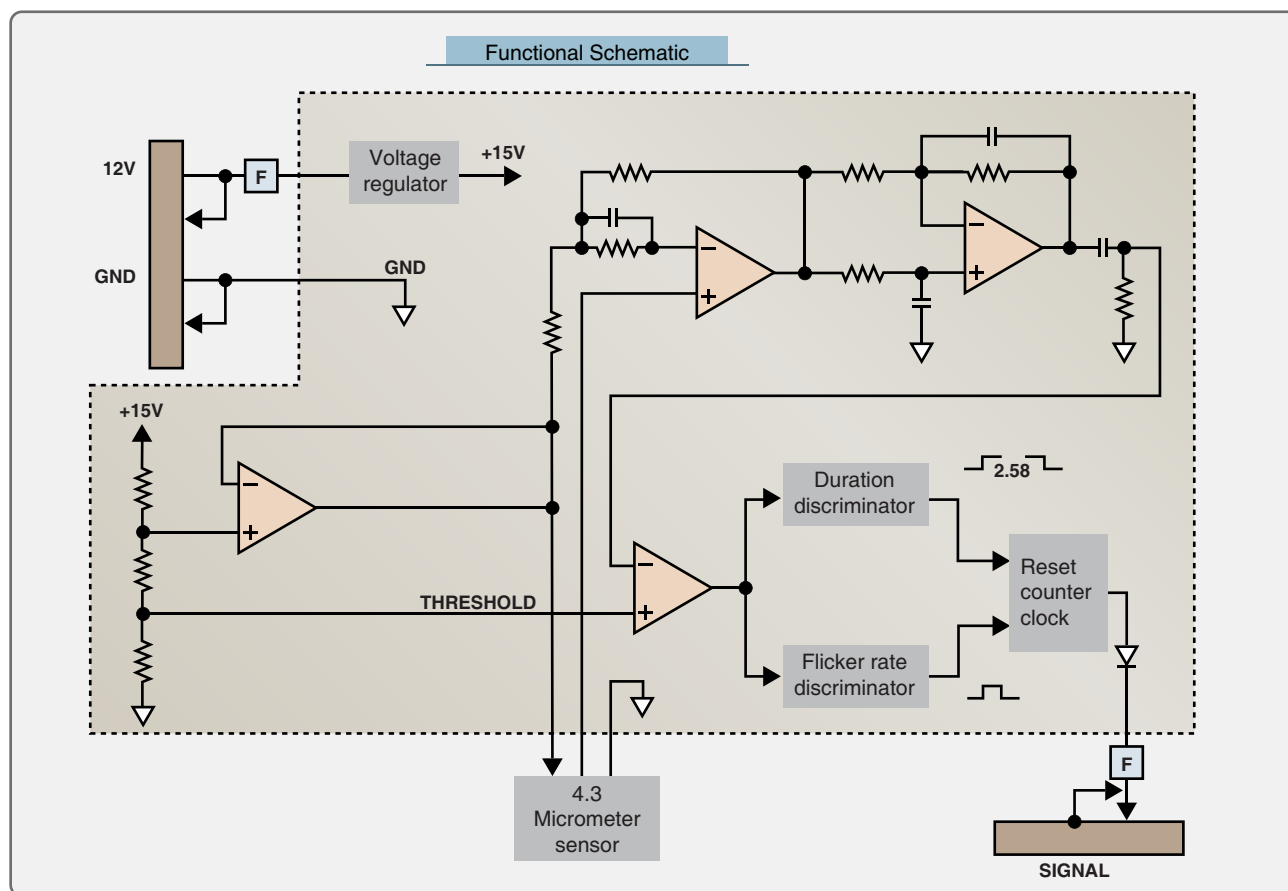 Functional Schematic
12V
F
Voltage
regulator
+15V
GND
GND
+15V
THRESHOLD
Duration
discriminator
2.58
Reset
counter
clock
Flicker rate
discriminator
4.3
Micrometer
sensor
F
SIGNAL
−
+
−
+
−
+
−
+